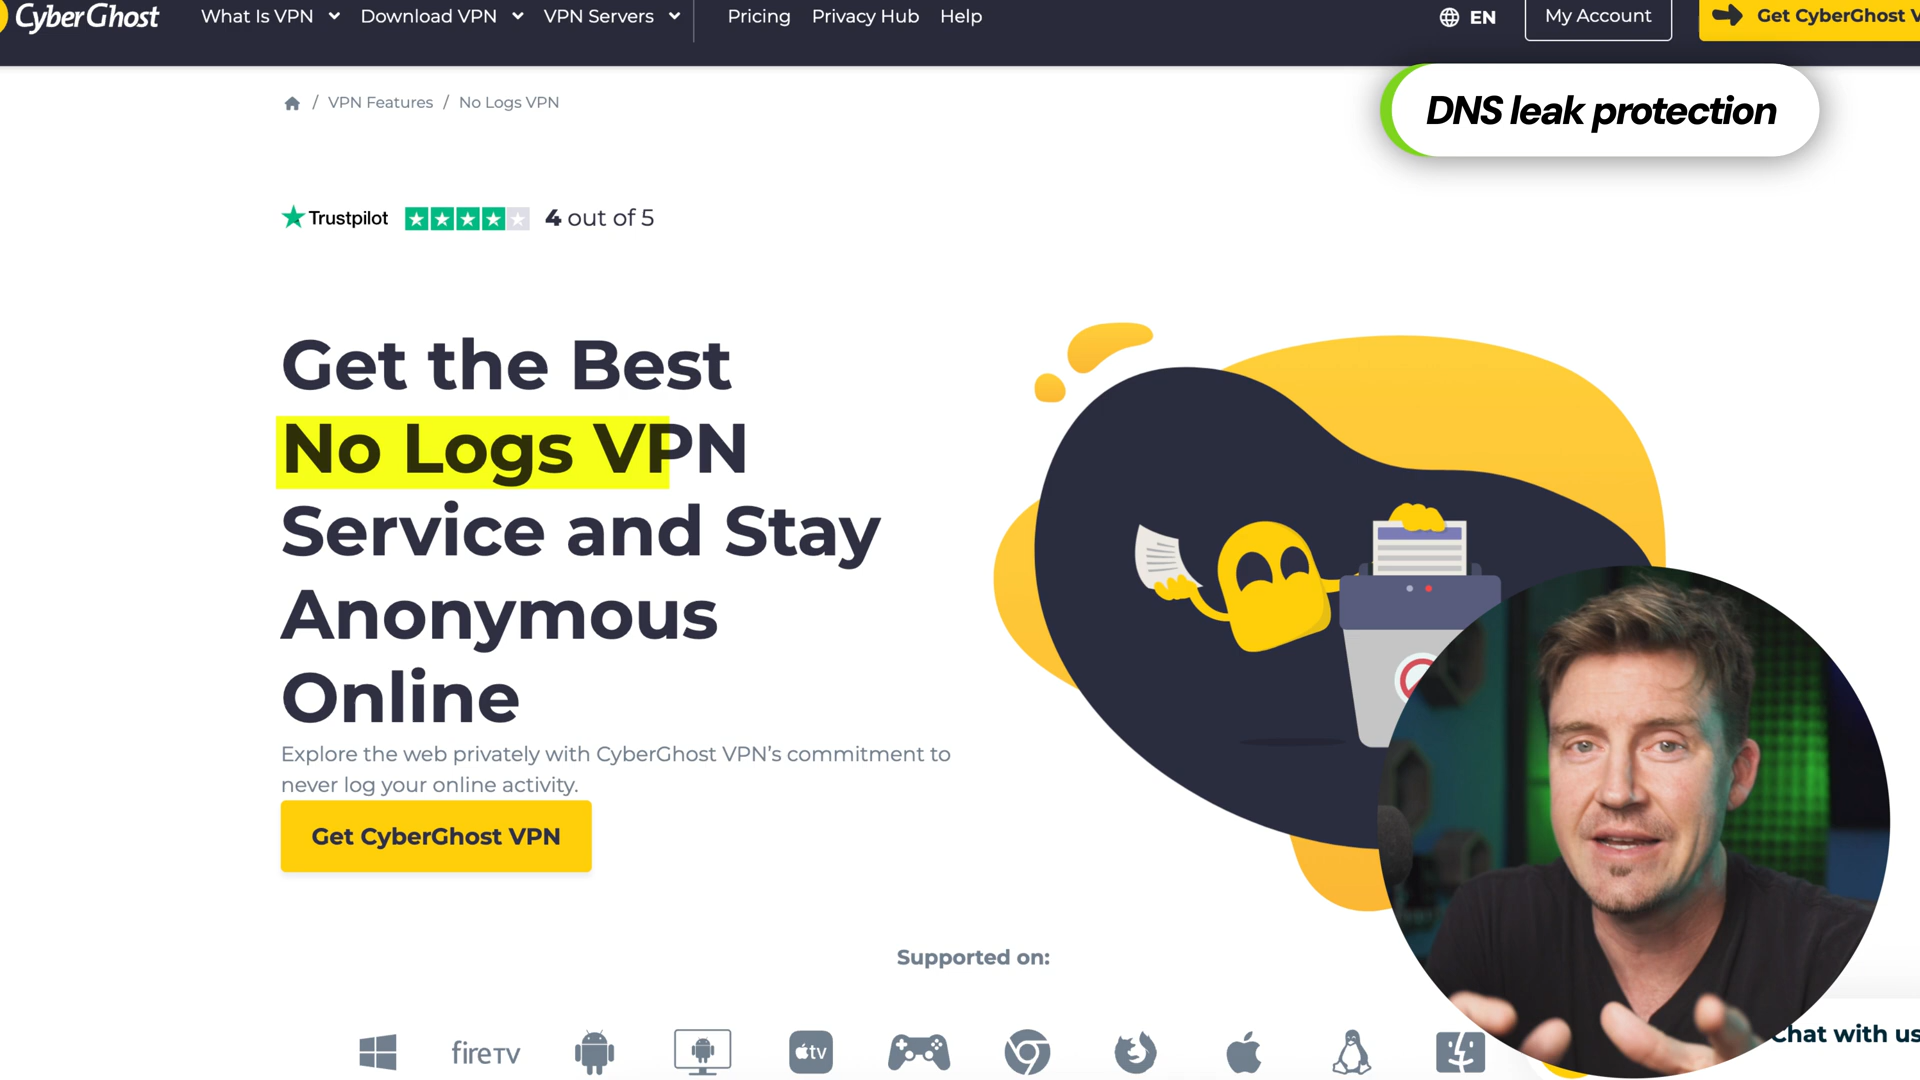 CyberGhost
What Is VPN
Download VPN
VPN Servers
Pricing
Privacy Hub
Help
EN
My Account
Get CyberGhost V
DNS leak protection
/ VPN Features / No Logs VPN
Trustpilot
4 out of 5
Get the Best
No Logs VPN
Service and Stay
Anonymous
Online
Explore the web privately with CyberGhost VPN’s commitment to
never log your online activity.
Get CyberGhost VPN
Supported on:
fireTV
tv
Chat with us